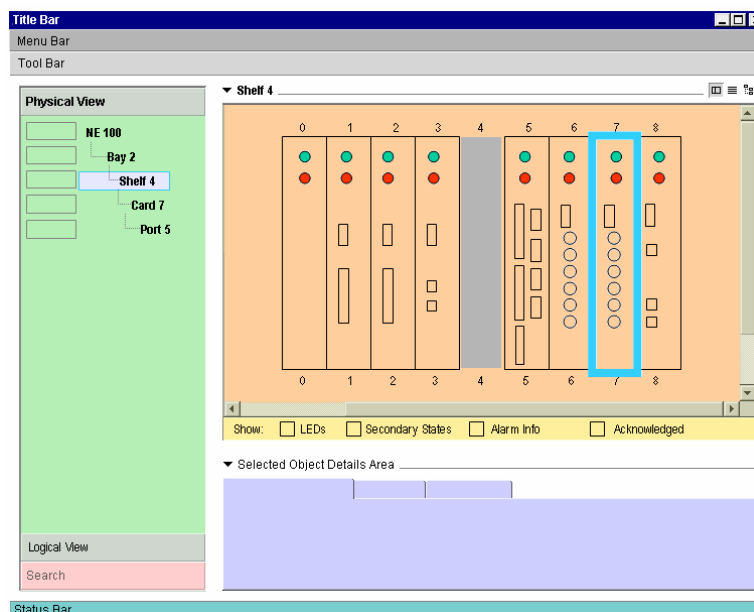 Title Bar
Menu Bar
Tool Bar
Physical View
NE 100
Bay 2
Shelf 4
Card 7
Port 5
Logical View
Search
Shelf 4
0 1 2 3 4 5 6 7 8
0 1 2 3 4 5 6 7 8
Show: LEDs Secondary States Alarm Info Acknowledged
Selected Object Details Area
Status Bar